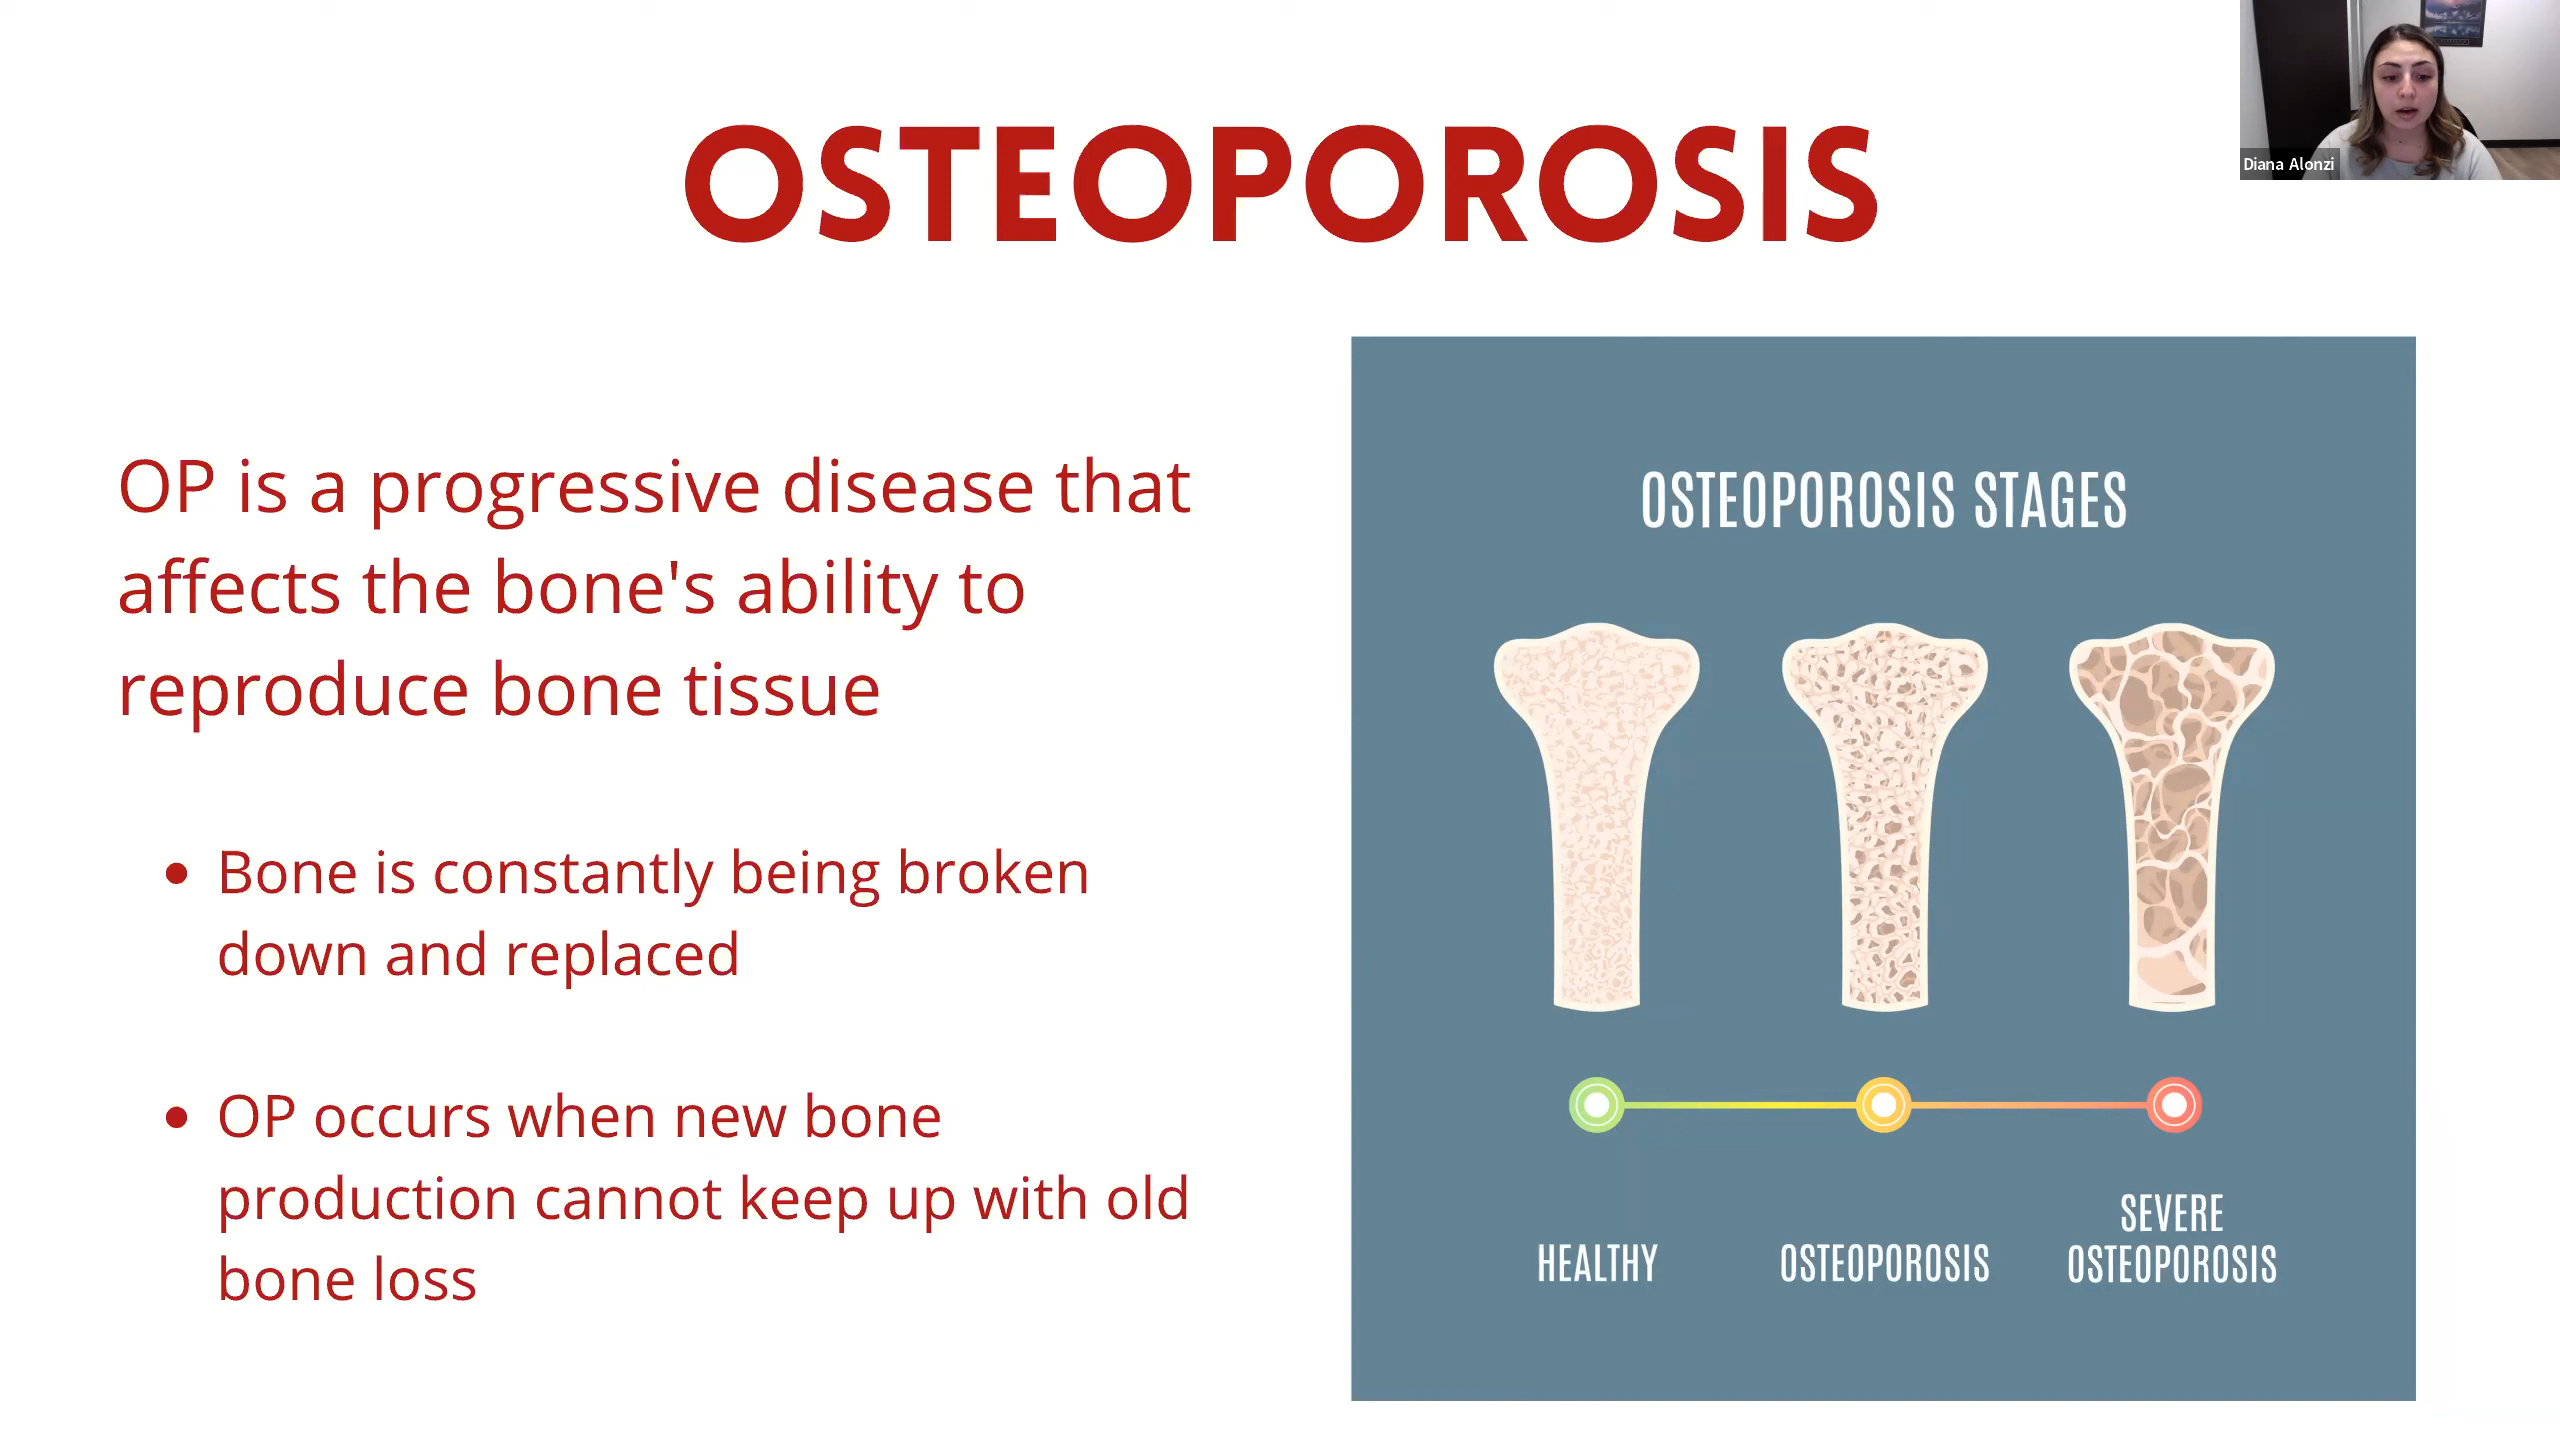 OSTEOPOROSIS
Diana Alonzi
OP is a progressive disease that
affects the bone's ability to
reproduce bone tissue
• Bone is constantly being broken
down and replaced
• OP occurs when new bone
production cannot keep up with old
bone loss
OSTEOPOROSIS STAGES
HEALTHY
OSTEOPOROSIS
SEVERE
OSTEOPOROSIS